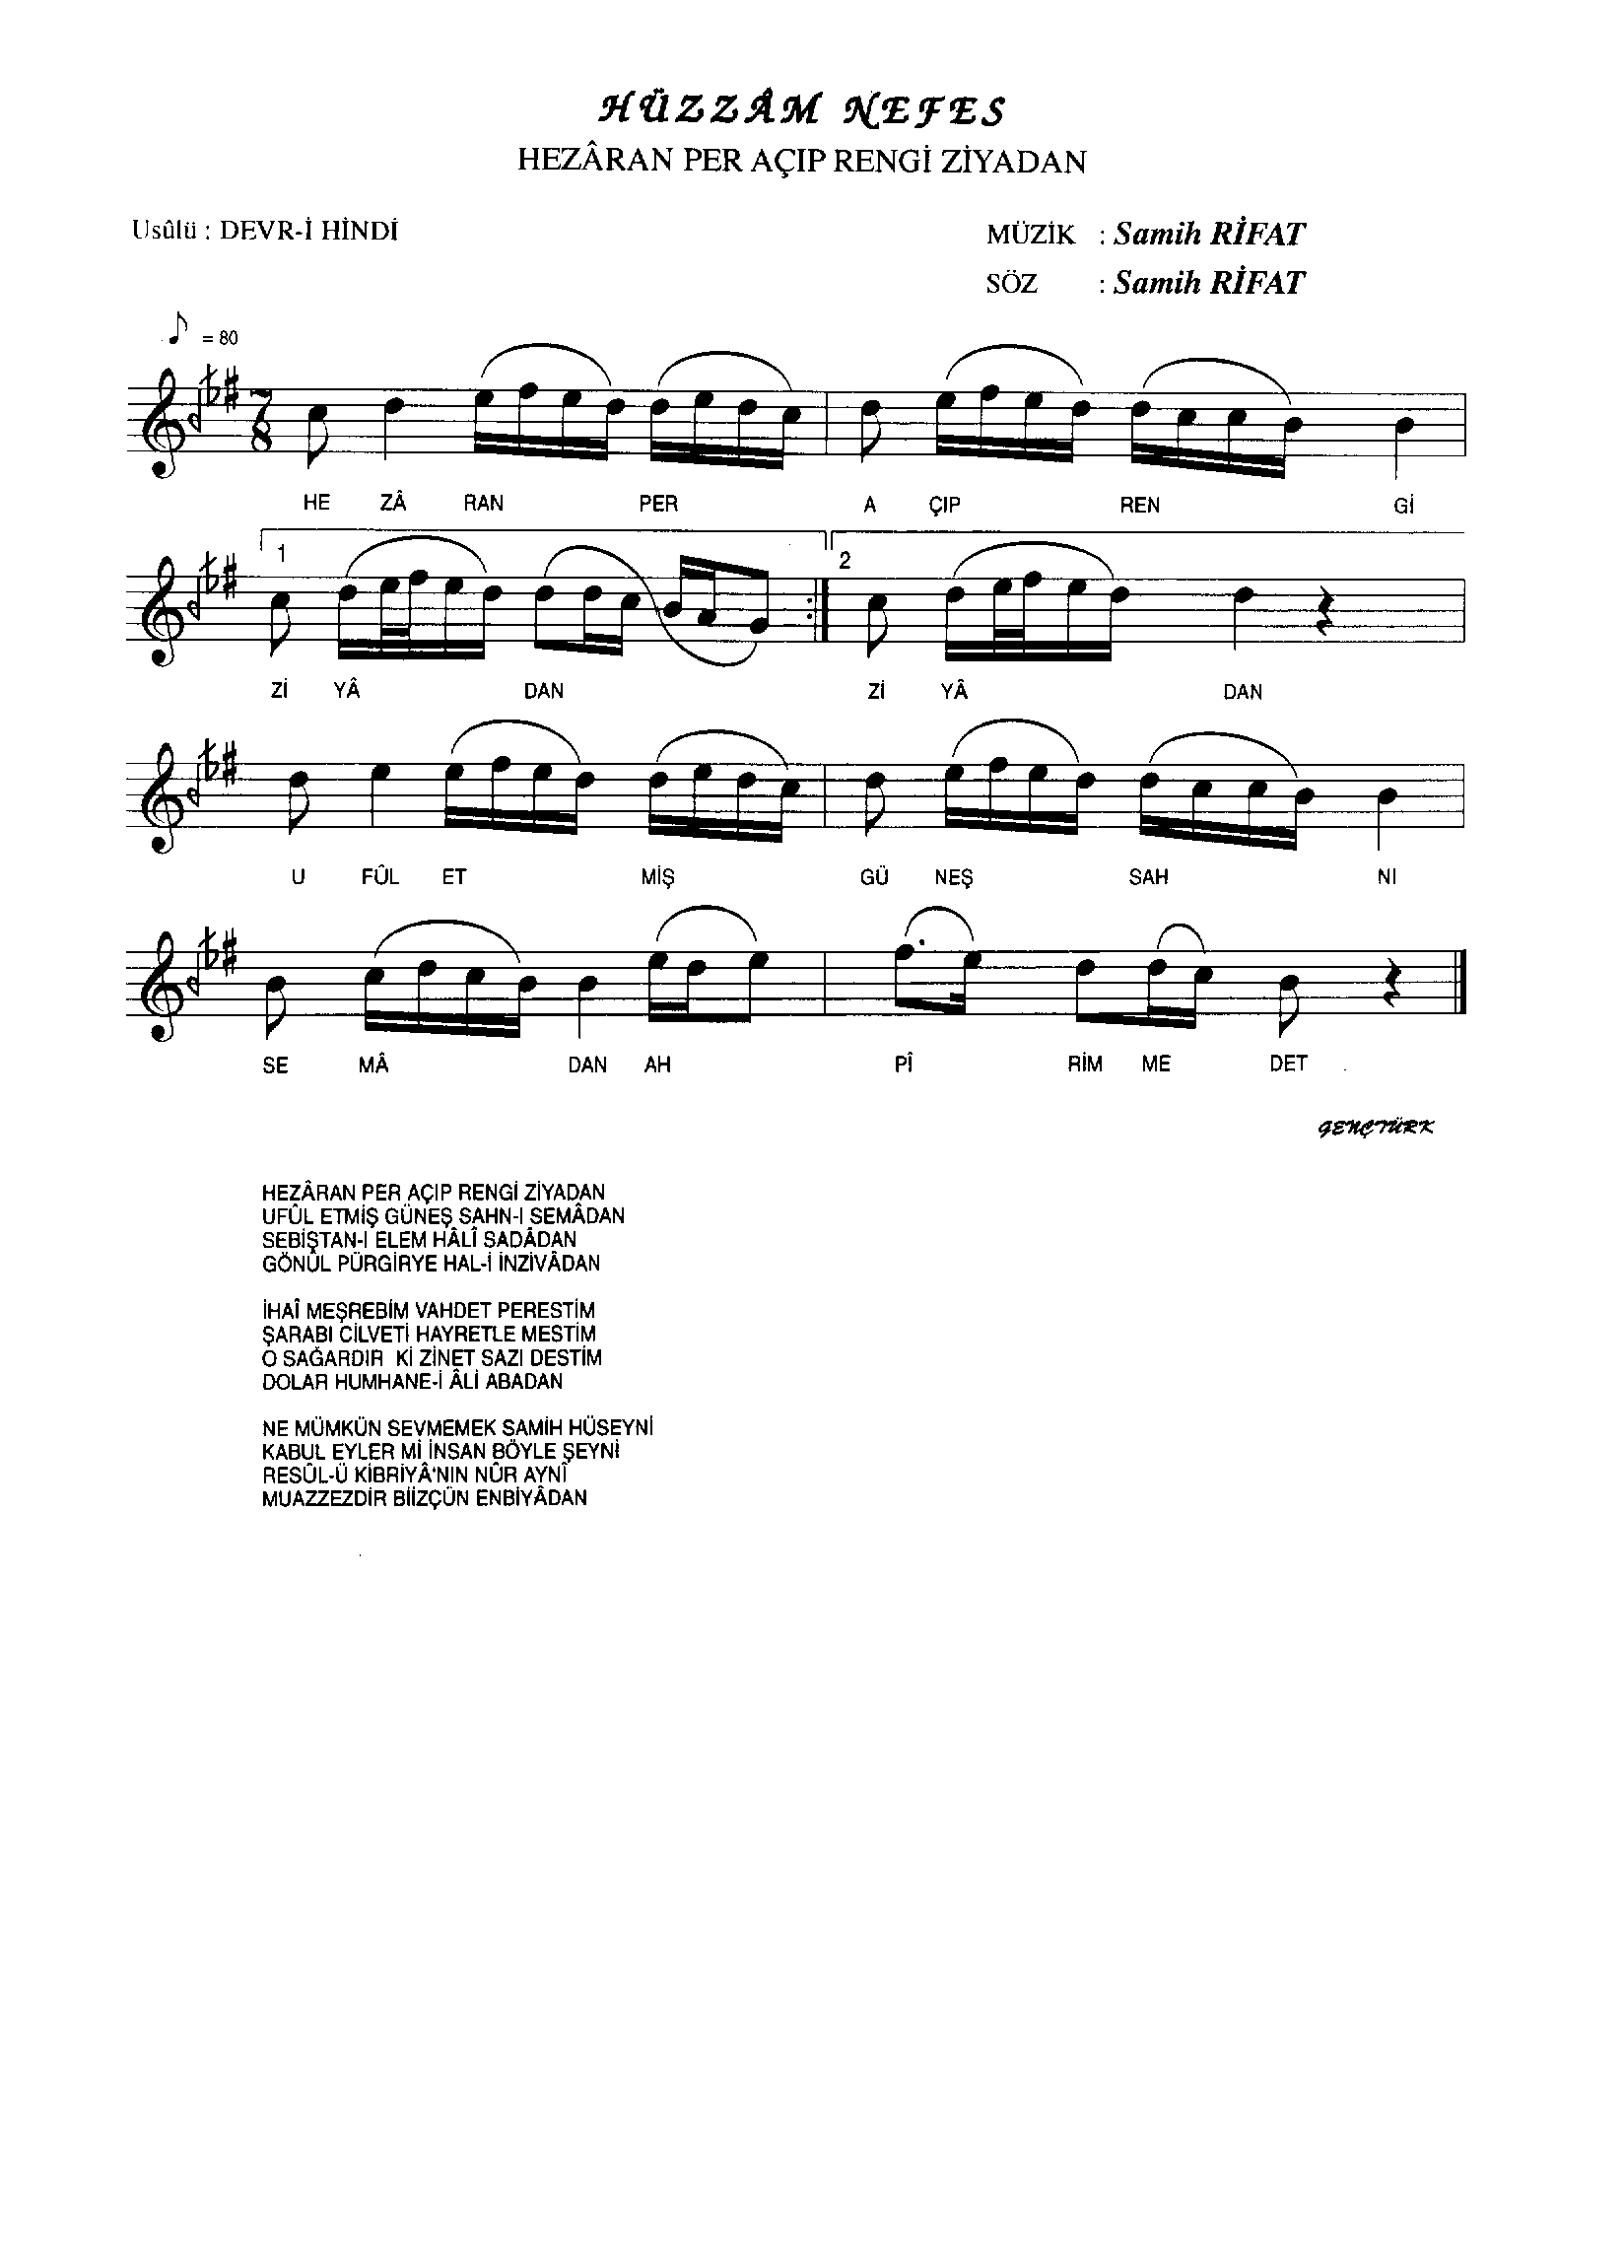 HÜZZÂM NEFES
HEZÂRAN PER AÇIP RENGİ ZİYADAN
Usûlü : DEVR-İ HİNDİ
MÜZİK : Samih RİFAT
SÖZ : Samih RİFAT
= 80
7
8
HE ZÂ RAN PER A ÇIP REN Gİ
1 2
Zİ YÂ DAN Zİ YÂ DAN
U FÛL ET MİŞ GÜ NEŞ SAH NI
SE MÂ DAN AH PÎ RİM ME DET
GENÇTÜRK
HEZÂRAN PER AÇIP RENGİ ZİYADAN
UFÛL ETMİŞ GÜNEŞ SAHN-I SEMÂDAN
SEBİŞTAN-I ELEM HÂLÎ SADÂDAN
GÖNÜL PÜRGİRYE HAL-İ İNZİVÂDAN
İHAÎ MEŞREBİM VAHDET PERESTİM
ŞARABI CİLVETİ HAYRETLE MESTİM
O SAĞARDIR Kİ ZİNET SAZI DESTİM
DOLAR HUMHANE-İ ÂLİ ABADAN
NE MÜMKÜN SEVMEMEK SAMİH HÜSEYNİ
KABUL EYLER Mİ İNSAN BÖYLE ŞEYNİ
RESÛL-Ü KİBRİYÂ'NIN NÛR AYNÎ
MUAZZEZDİR BİİZÇÜN ENBİYÂDAN